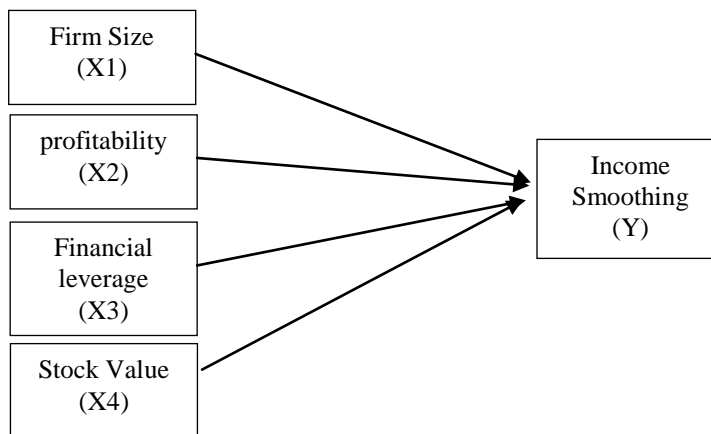 Firm Size
(X1)
profitability
(X2)
Financial
leverage
(X3)
Stock Value
(X4)
Income
Smoothing
(Y)